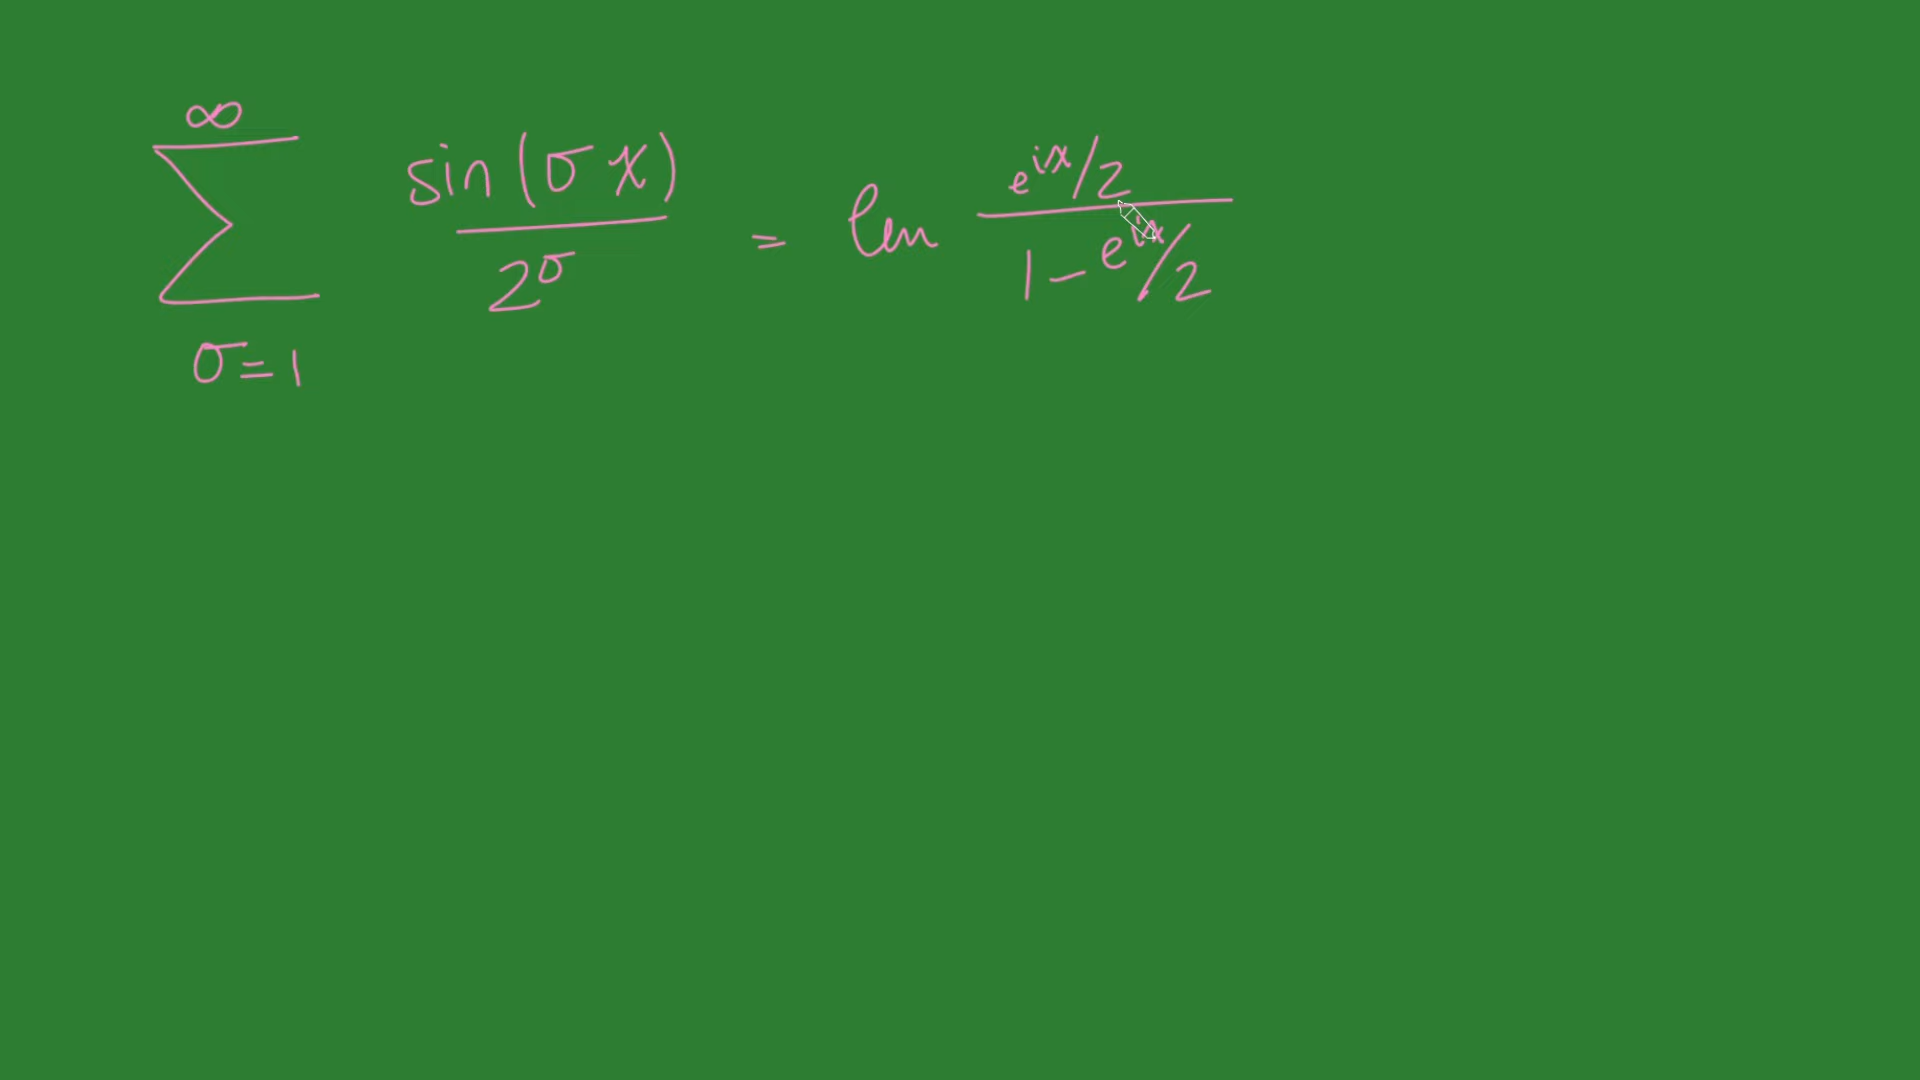 ∞
∑ sin(σx)/2^σ = Im (e^{ix}/2)/(1-e^{ix}/2)
σ=1